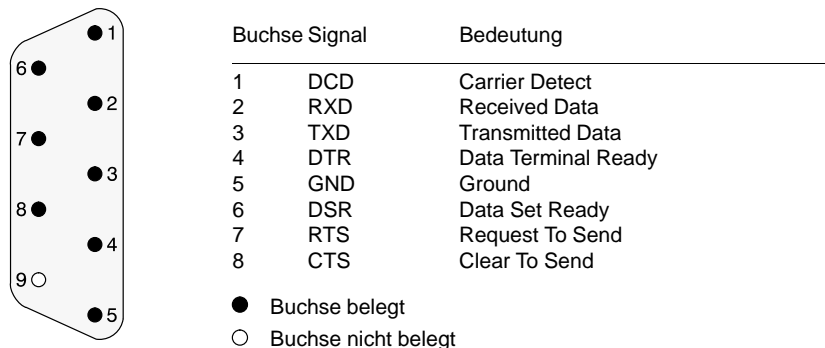 1
6
2
7
3
8
4
9
5
Buchse Signal Bedeutung
1 DCD Carrier Detect
2 RXD Received Data
3 TXD Transmitted Data
4 DTR Data Terminal Ready
5 GND Ground
6 DSR Data Set Ready
7 RTS Request To Send
8 CTS Clear To Send
Buchse belegt
Buchse nicht belegt